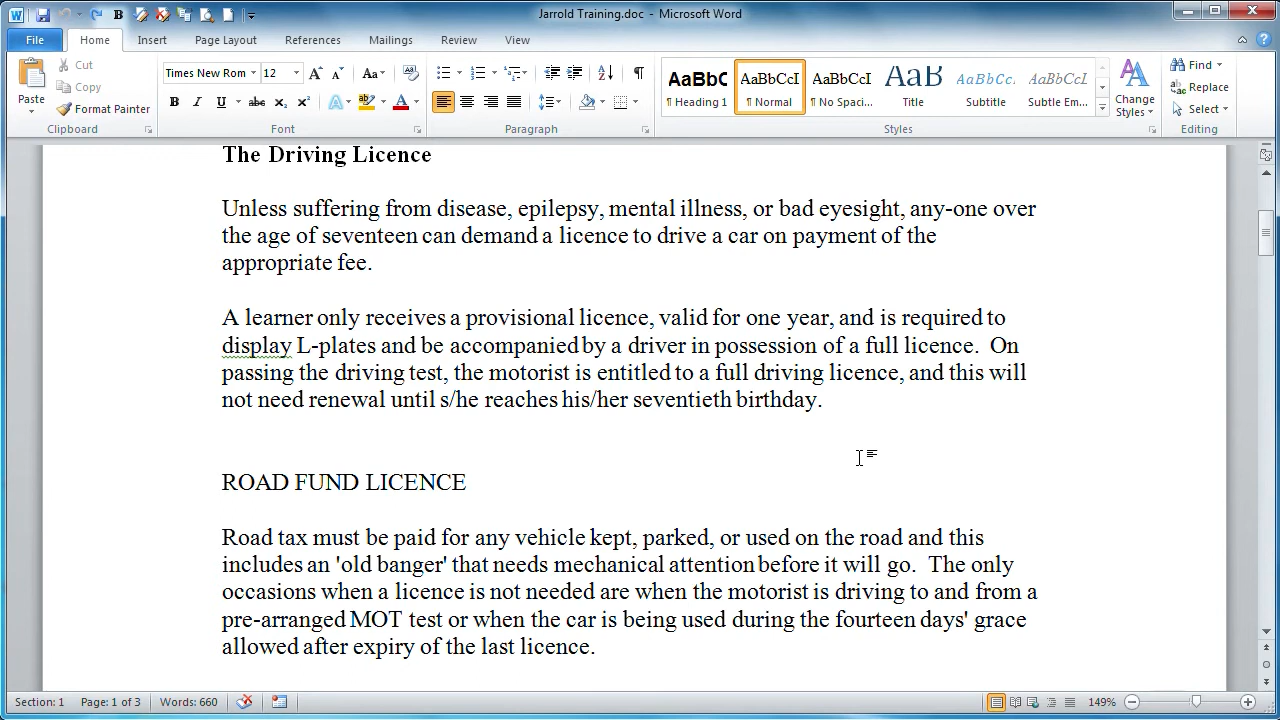 Jarrold Training.doc - Microsoft Word
File Home Insert Page Layout References Mailings Review View
Paste
Cut
Copy
Format Painter
Clipboard
Times New Rom 12
Font
Paragraph
AaBbC AaBbCcI AaBbCcI AaB AaBbCc. AaBbCcI
¶ Heading 1 ¶ Normal ¶ No Spaci... Title Subtitle Subtle Em...
Styles
Change
Styles
Find
Replace
Select
Editing
The Driving Licence
Unless suffering from disease, epilepsy, mental illness, or bad eyesight, any-one over
the age of seventeen can demand a licence to drive a car on payment of the
appropriate fee.
A learner only receives a provisional licence, valid for one year, and is required to
display L-plates and be accompanied by a driver in possession of a full licence.  On
passing the driving test, the motorist is entitled to a full driving licence, and this will
not need renewal until s/he reaches his/her seventieth birthday.
ROAD FUND LICENCE
Road tax must be paid for any vehicle kept, parked, or used on the road and this
includes an 'old banger' that needs mechanical attention before it will go.  The only
occasions when a licence is not needed are when the motorist is driving to and from a
pre-arranged MOT test or when the car is being used during the fourteen days' grace
allowed after expiry of the last licence.
Section: 1 Page: 1 of 3 Words: 660 149%